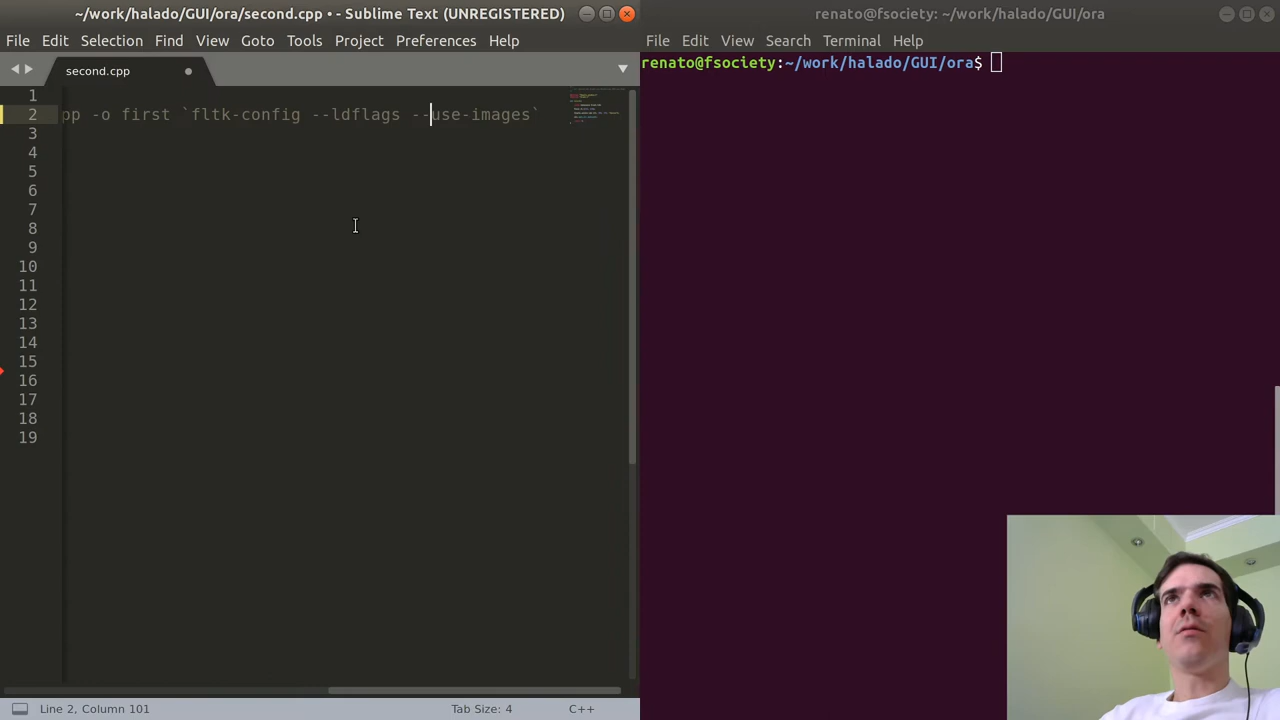 ~/work/halado/GUI/ora/second.cpp • - Sublime Text (UNREGISTERED)
File Edit Selection Find View Goto Tools Project Preferences Help
second.cpp
1
2 pp -o first `fltk-config --ldflags --use-images`
3
4
5
6
7
8
9
10
11
12
13
14
15
16
17
18
19
Line 2, Column 101 Tab Size: 4 C++
renato@fsociety: ~/work/halado/GUI/ora
File Edit View Search Terminal Help
renato@fsociety:~/work/halado/GUI/ora$